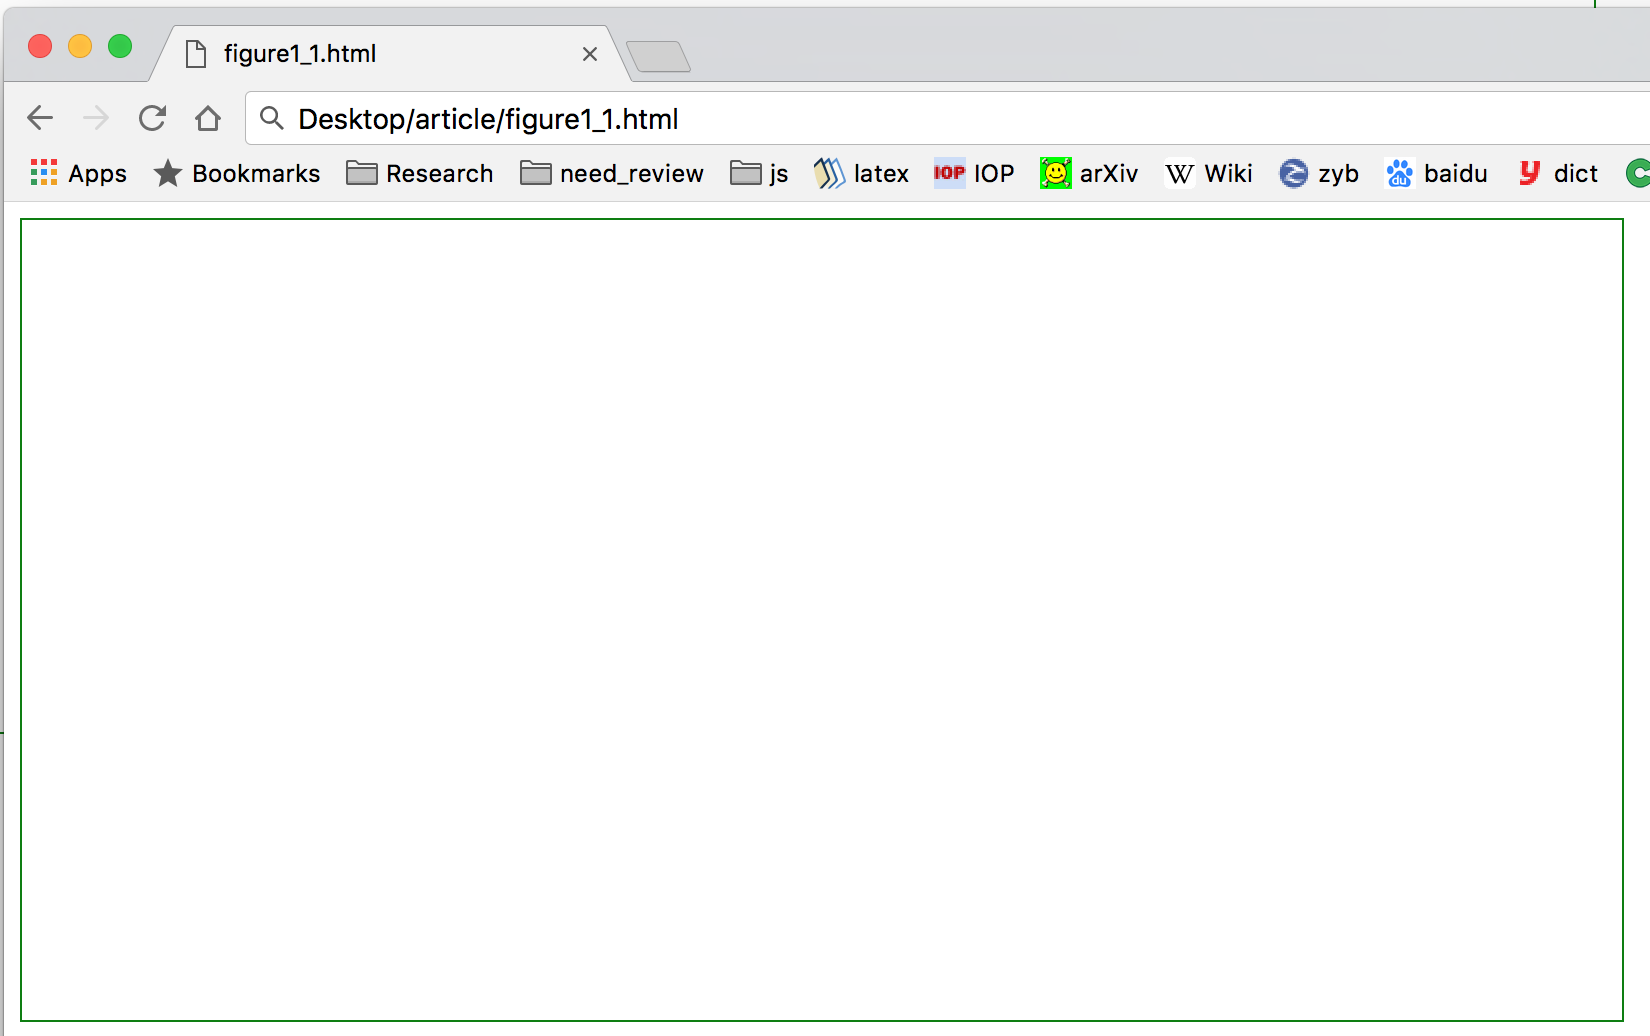 figure1_1.html
Desktop/article/figure1_1.html
Apps Bookmarks Research need_review js latex IOP IOP arXiv W Wiki zyb du baidu y dict C